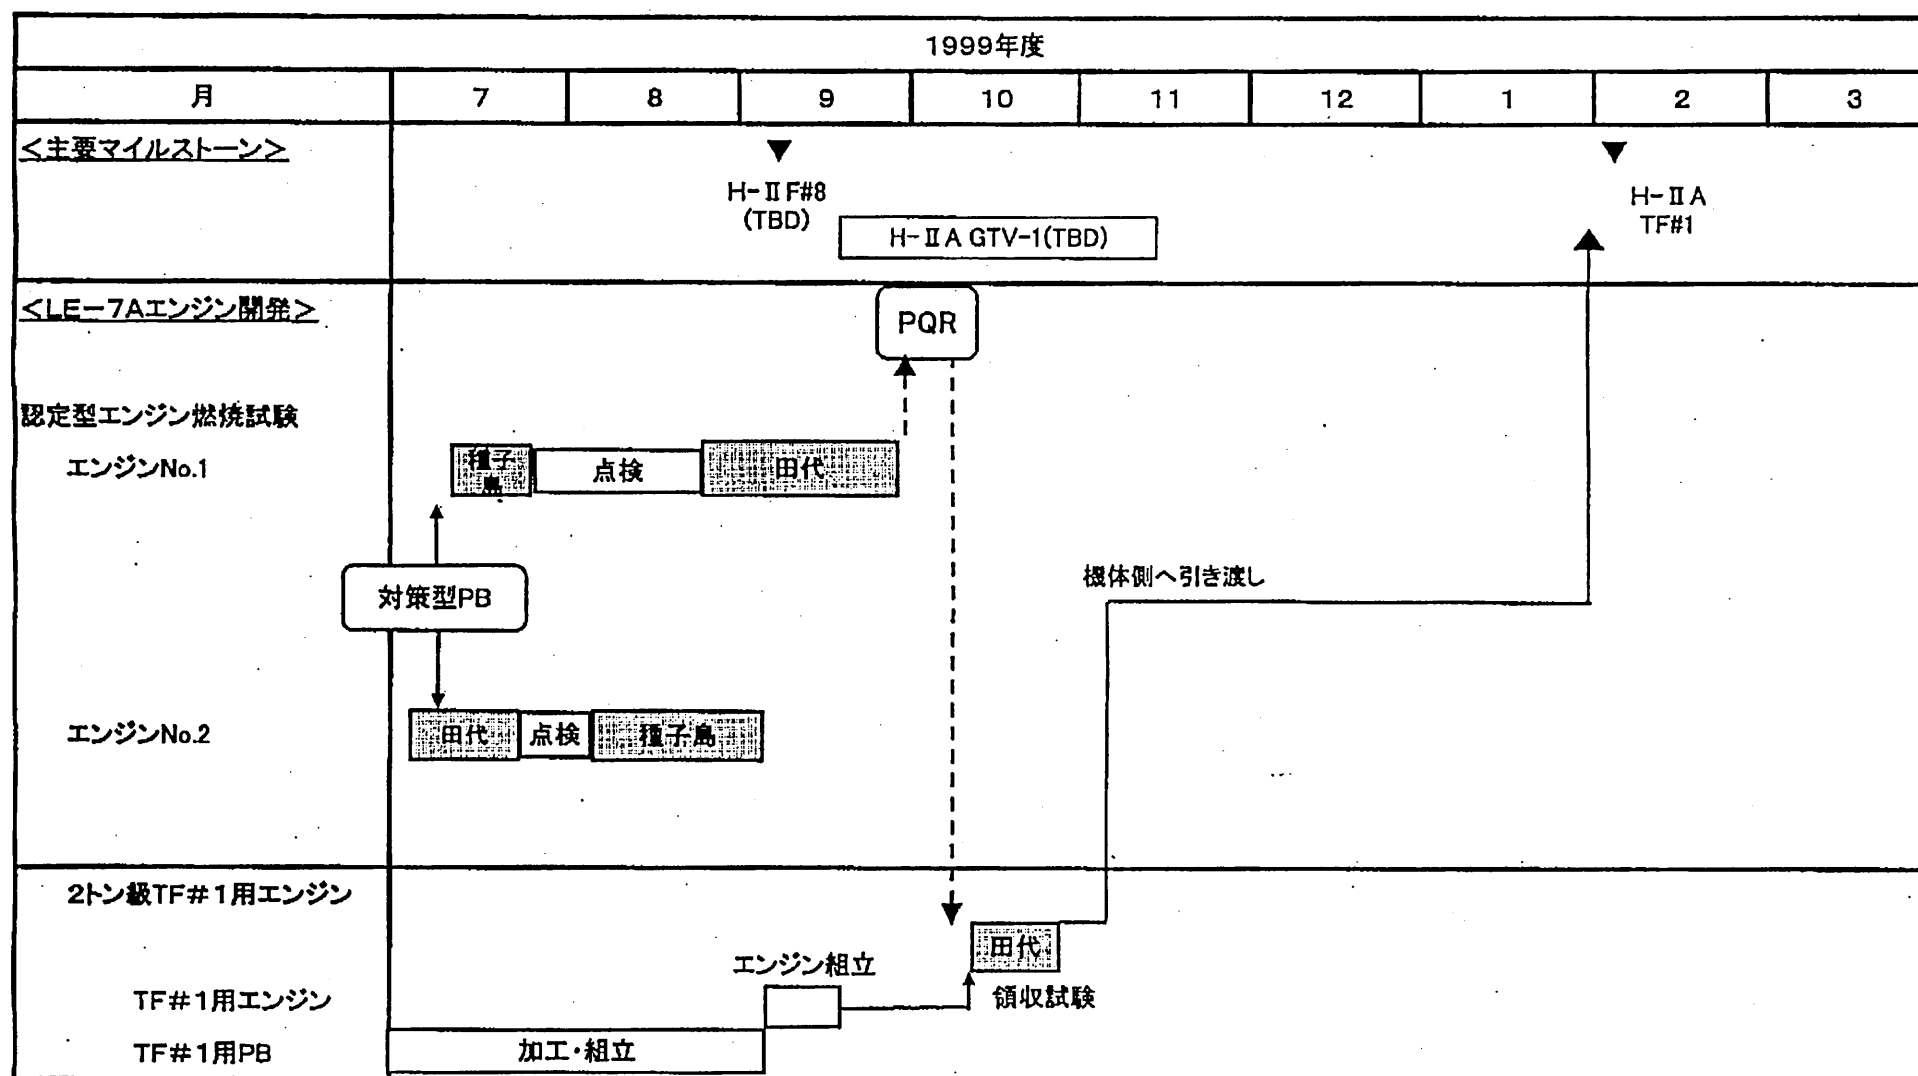 1999年度
月 7 8 9 10 11 12 1 2 3
＜主要マイルストーン＞
H-ⅡF#8
(TBD)
H-ⅡA
TF#1
H-ⅡA GTV-1(TBD)
＜LE－7Aエンジン開発＞
PQR
認定型エンジン燃焼試験
エンジンNo.1
種子
島
点検
田代
対策型PB
機体側へ引き渡し
エンジンNo.2
田代
点検
種子島
2トン級TF＃1用エンジン
田代
エンジン組立
TF＃1用エンジン
領収試験
TF＃1用PB
加工・組立